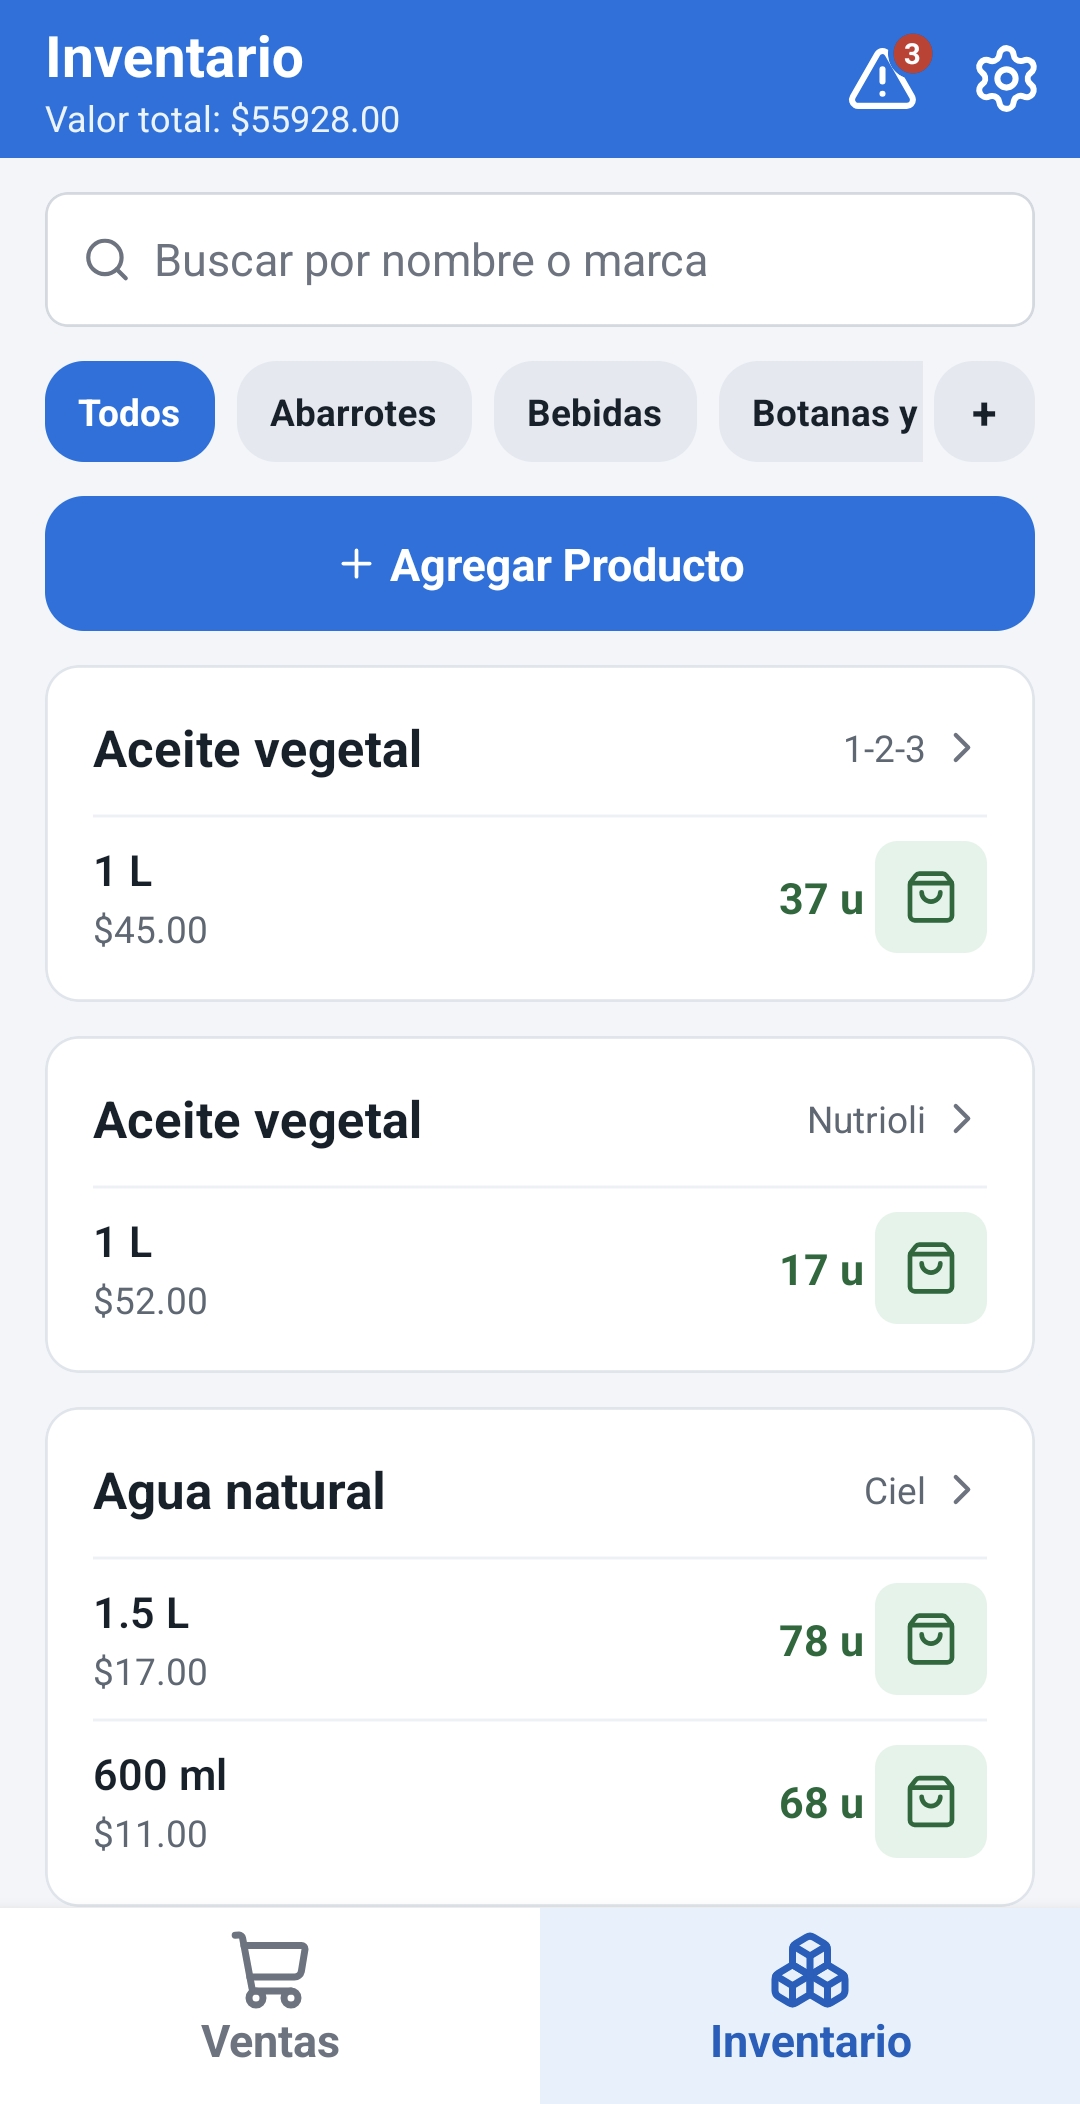 Inventario
Valor total: $55928.00
3
Buscar por nombre o marca
Todos
Abarrotes
Bebidas
Botanas y
+
+ Agregar Producto
Aceite vegetal
1-2-3
1 L
$45.00
37 u
Aceite vegetal
Nutrioli
1 L
$52.00
17 u
Agua natural
Ciel
1.5 L
$17.00
78 u
600 ml
$11.00
68 u
Ventas
Inventario